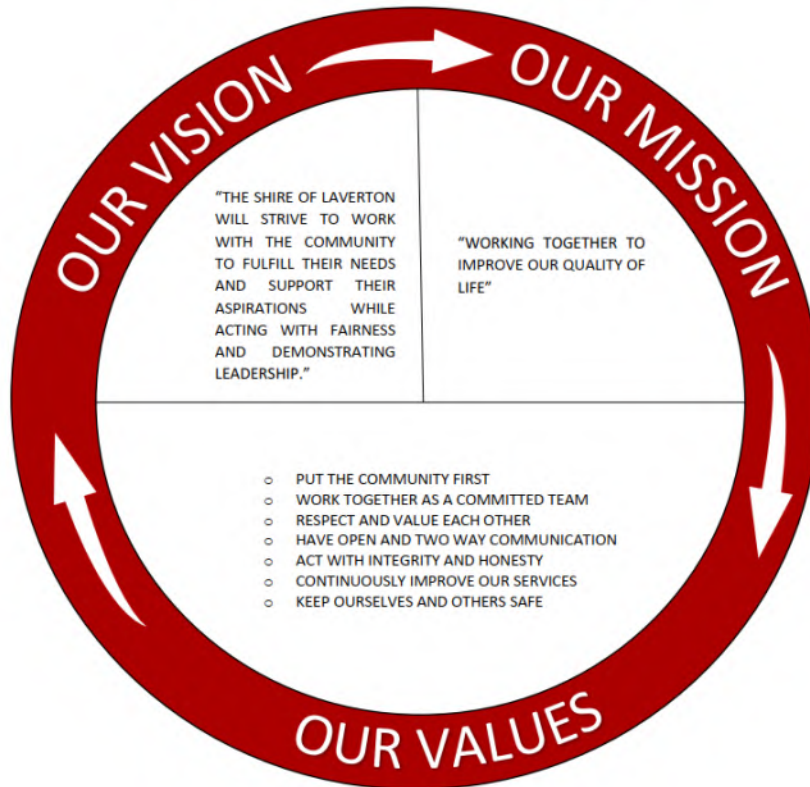 OUR VISION
"THE SHIRE OF LAVERTON
WILL STRIVE TO WORK
WITH THE COMMUNITY
TO FULFILL THEIR NEEDS
AND SUPPORT THEIR
ASPIRATIONS WHILE
ACTING WITH FAIRNESS
AND DEMONSTRATING
LEADERSHIP."
OUR MISSION
"WORKING TOGETHER TO
IMPROVE OUR QUALITY OF
LIFE"
o PUT THE COMMUNITY FIRST
o WORK TOGETHER AS A COMMITTED TEAM
o RESPECT AND VALUE EACH OTHER
o HAVE OPEN AND TWO WAY COMMUNICATION
o ACT WITH INTEGRITY AND HONESTY
o CONTINUOUSLY IMPROVE OUR SERVICES
o KEEP OURSELVES AND OTHERS SAFE
OUR VALUES